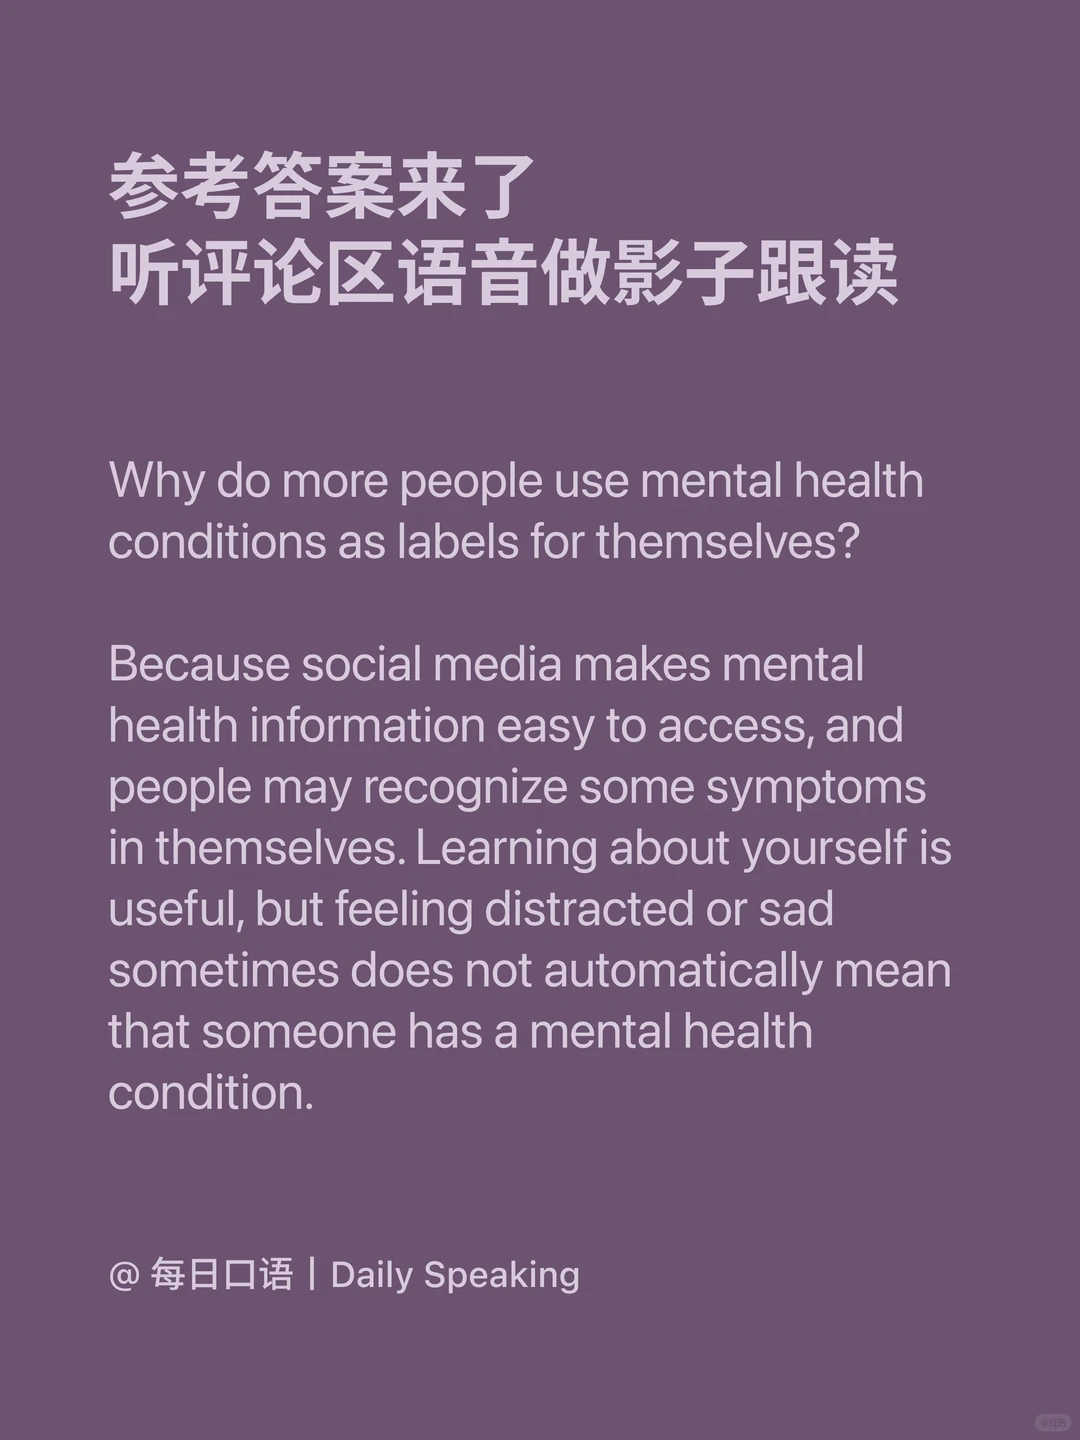 参考答案来了
听评论区语音做影子跟读
Why do more people use mental health
conditions as labels for themselves?
Because social media makes mental
health information easy to access, and
people may recognize some symptoms
in themselves. Learning about yourself is
useful, but feeling distracted or sad
sometimes does not automatically mean
that someone has a mental health
condition.
@ 每日口语｜Daily Speaking
小红书